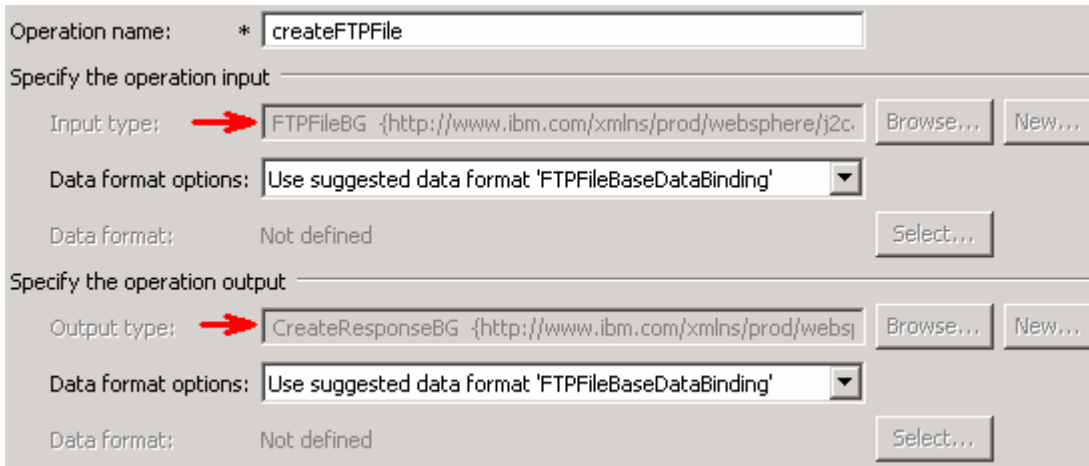 Operation name: * createFTPFile
Specify the operation input
Input type: FTPFileBG {http://www.ibm.com/xmlns/prod/websphere/j2c Browse... New...
Data format options: Use suggested data format 'FTPFileBaseDataBinding'
Data format: Not defined Select...
Specify the operation output
Output type: CreateResponseBG {http://www.ibm.com/xmlns/prod/websp Browse... New...
Data format options: Use suggested data format 'FTPFileBaseDataBinding'
Data format: Not defined Select...